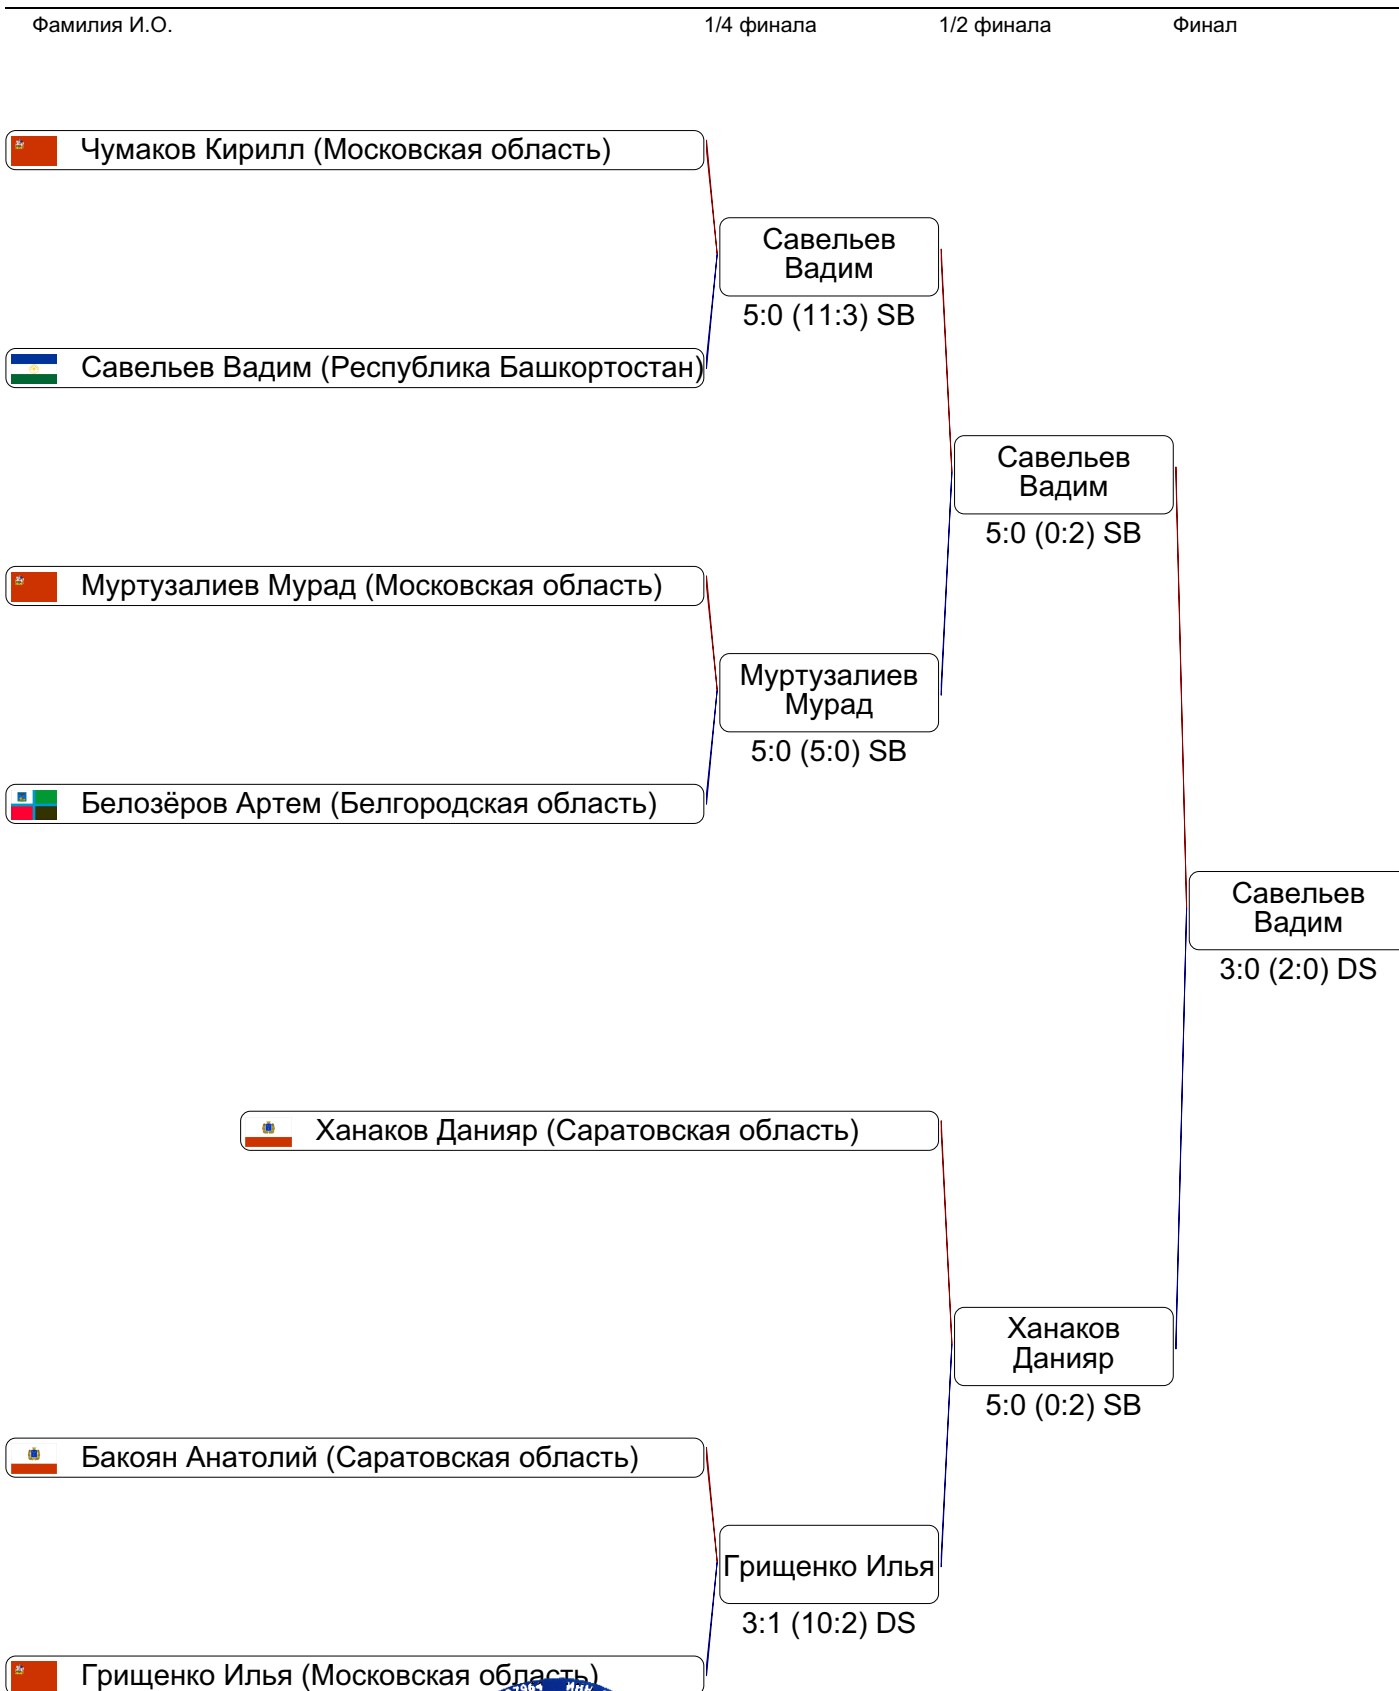 Фамилия И.О. 1/4 финала 1/2 финала Финал
Чумаков Кирилл (Московская область)
Савельев
Вадим
5:0 (11:3) SB
Савельев Вадим (Республика Башкортостан)
Савельев
Вадим
5:0 (0:2) SB
Муртузалиев Мурад (Московская область)
Муртузалиев
Мурад
5:0 (5:0) SB
Белозёров Артем (Белгородская область)
Савельев
Вадим
3:0 (2:0) DS
Ханаков Данияр (Саратовская область)
Ханаков
Данияр
5:0 (0:2) SB
Бакоян Анатолий (Саратовская область)
Грищенко Илья
3:1 (10:2) DS
Грищенко Илья (Московская область)